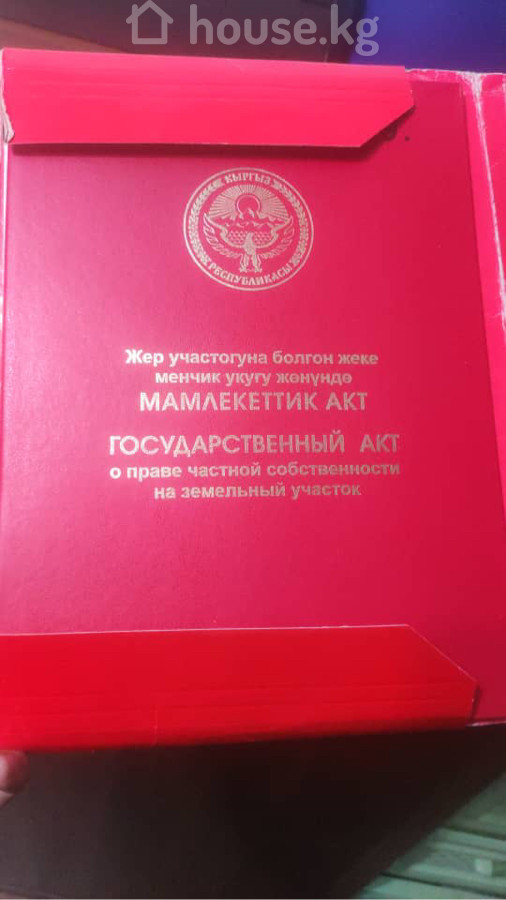 house.kg
КЫРГЫЗ
РЕСПУБЛИКАСЫ
Жер участогуна болгон жеке
менчик укугу жөнүндө
МАМЛЕКЕТТИК АКТ
ГОСУДАРСТВЕННЫЙ АКТ
о праве частной собственности
на земельный участок